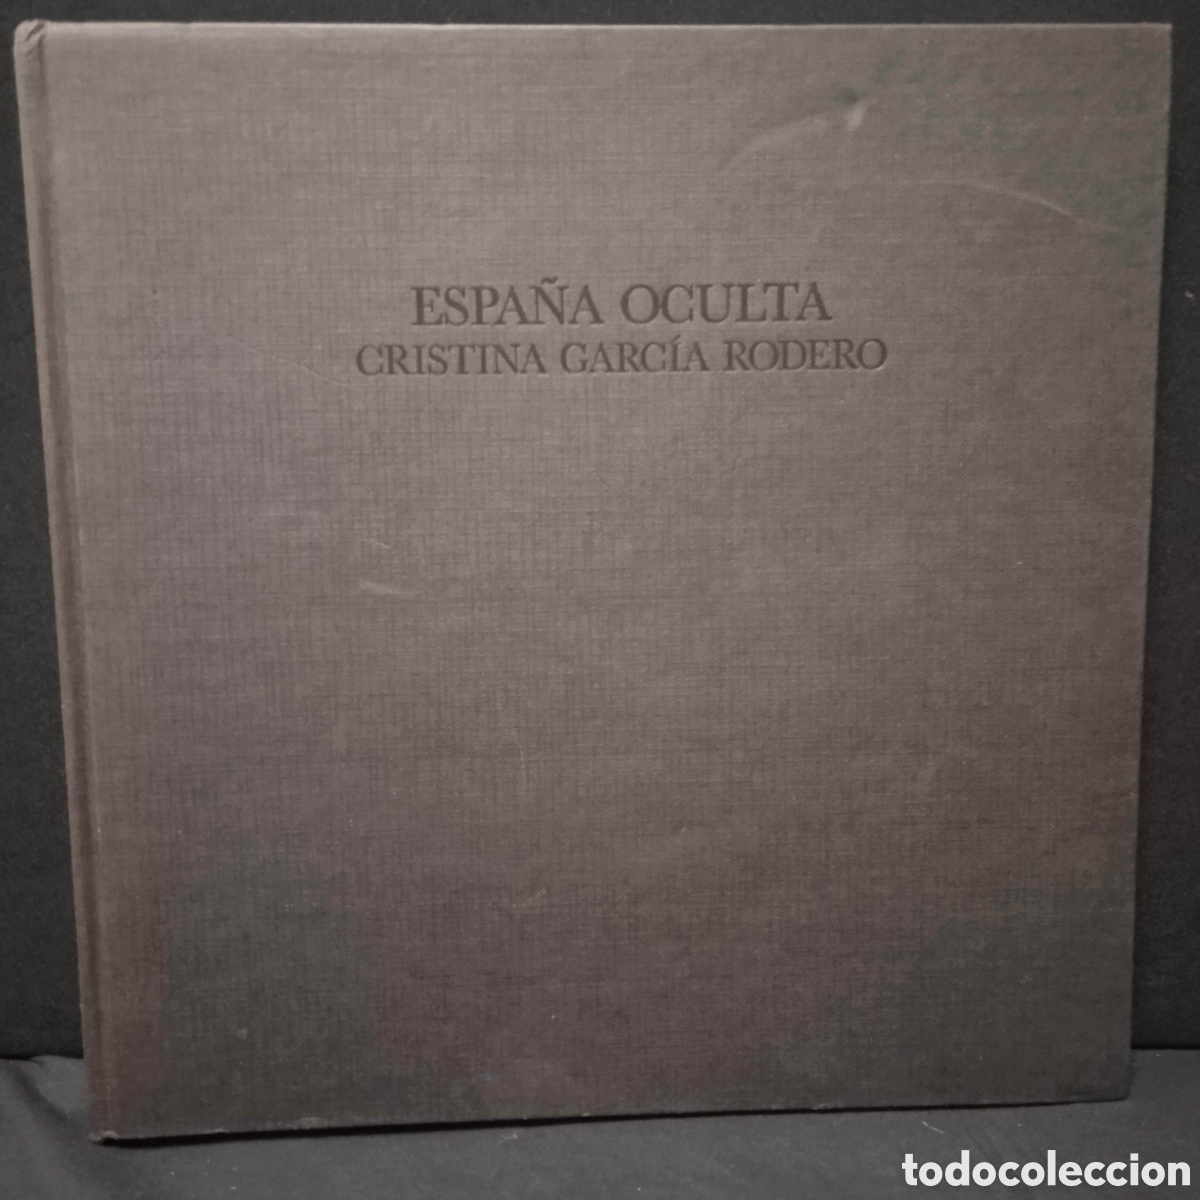 ESPAÑA OCULTA
CRISTINA GARCÍA RODERO
todocoleccion